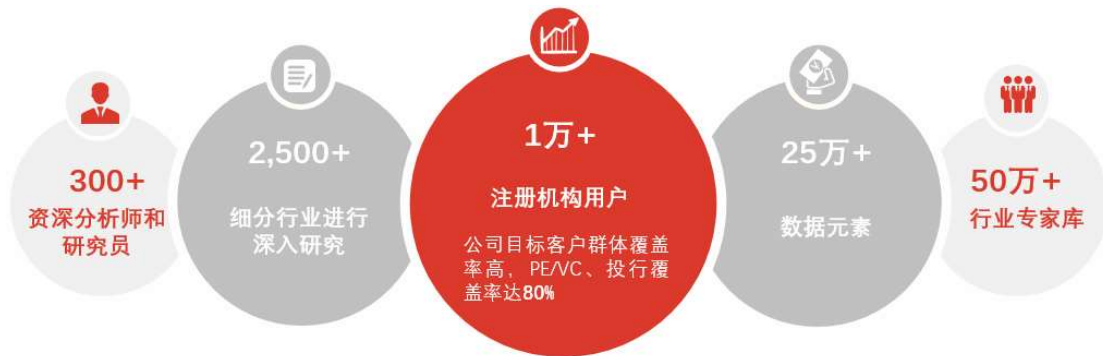 300+
资深分析师和
研究员
2,500+
细分行业进行
深入研究
1万+
注册机构用户
公司目标客户群体覆盖
率高，PE/VC、投行覆
盖率达80%
25万+
数据元素
50万+
行业专家库